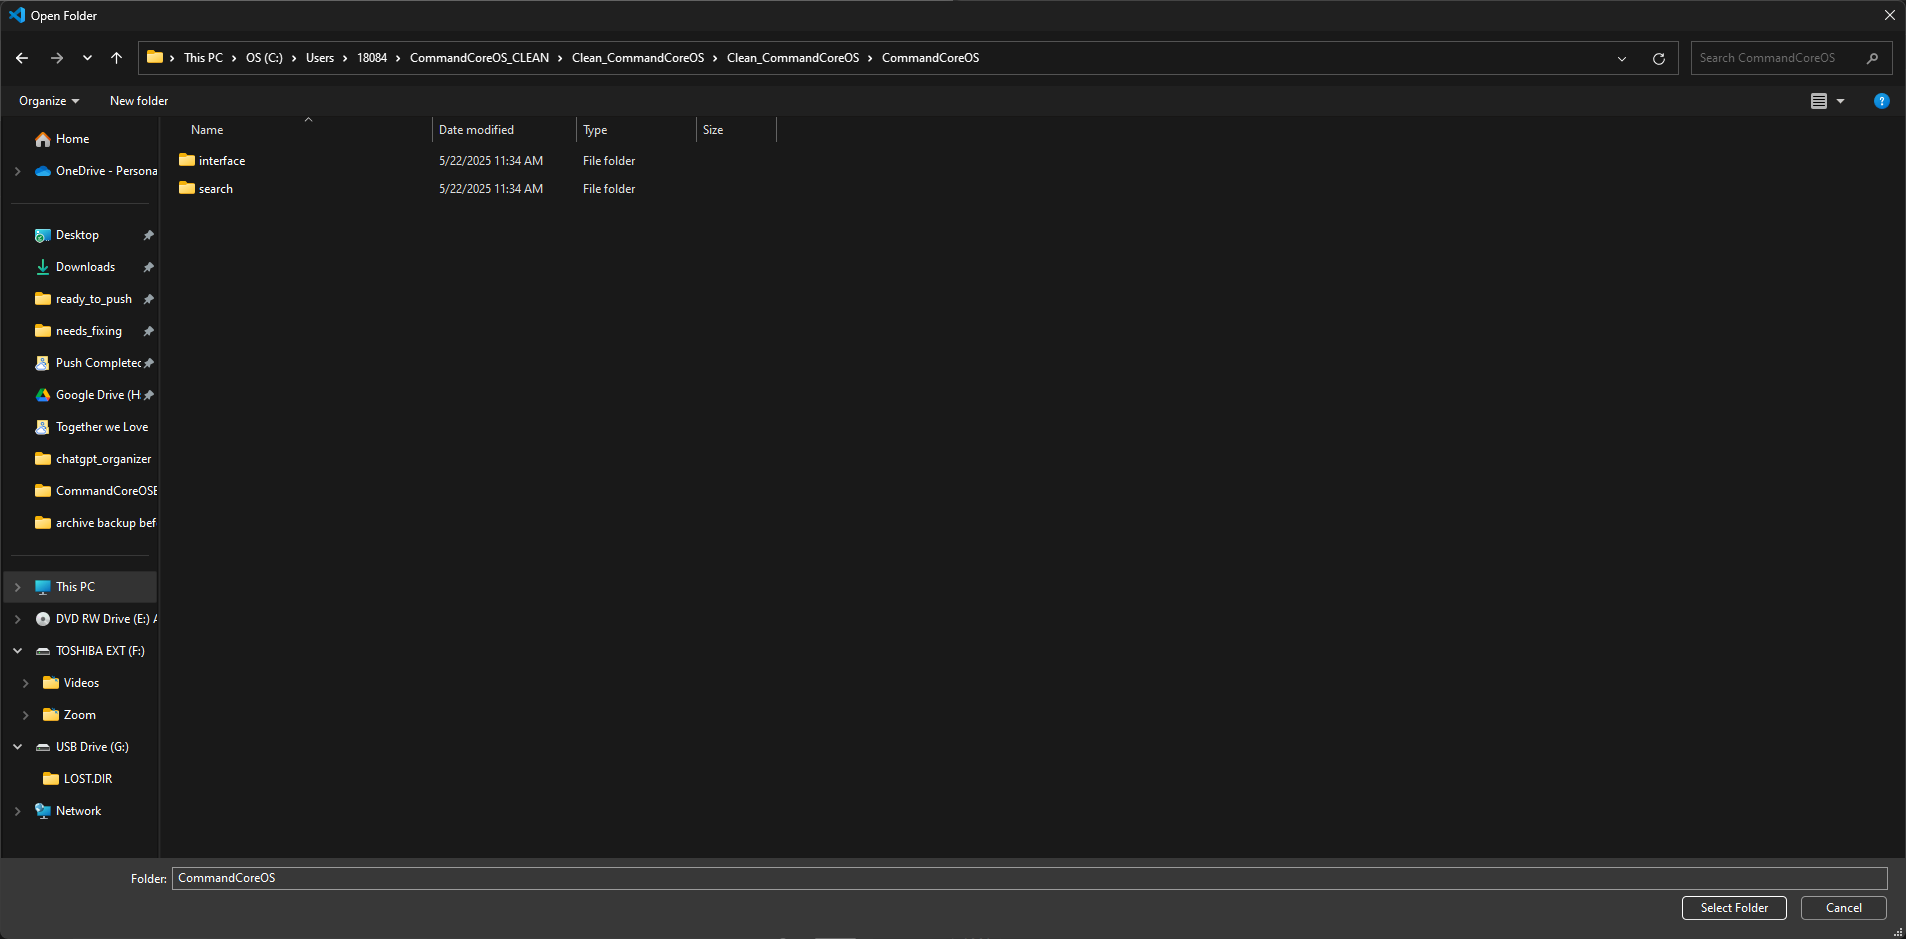 Open Folder
This PC > OS (C:) > Users > 18084 > CommandCoreOS_CLEAN > Clean_CommandCoreOS > Clean_CommandCoreOS > CommandCoreOS
Search CommandCoreOS
Organize
New folder
Name
Date modified
Type
Size
interface
5/22/2025 11:34 AM
File folder
search
5/22/2025 11:34 AM
File folder
Home
OneDrive - Persona
Desktop
Downloads
ready_to_push
needs_fixing
Push Completec
Google Drive (H:
Together we Love
chatgpt_organizer
CommandCoreOSE
archive backup bef
This PC
DVD RW Drive (E:) A
TOSHIBA EXT (F:)
Videos
Zoom
USB Drive (G:)
LOST.DIR
Network
Folder:
CommandCoreOS
Select Folder
Cancel